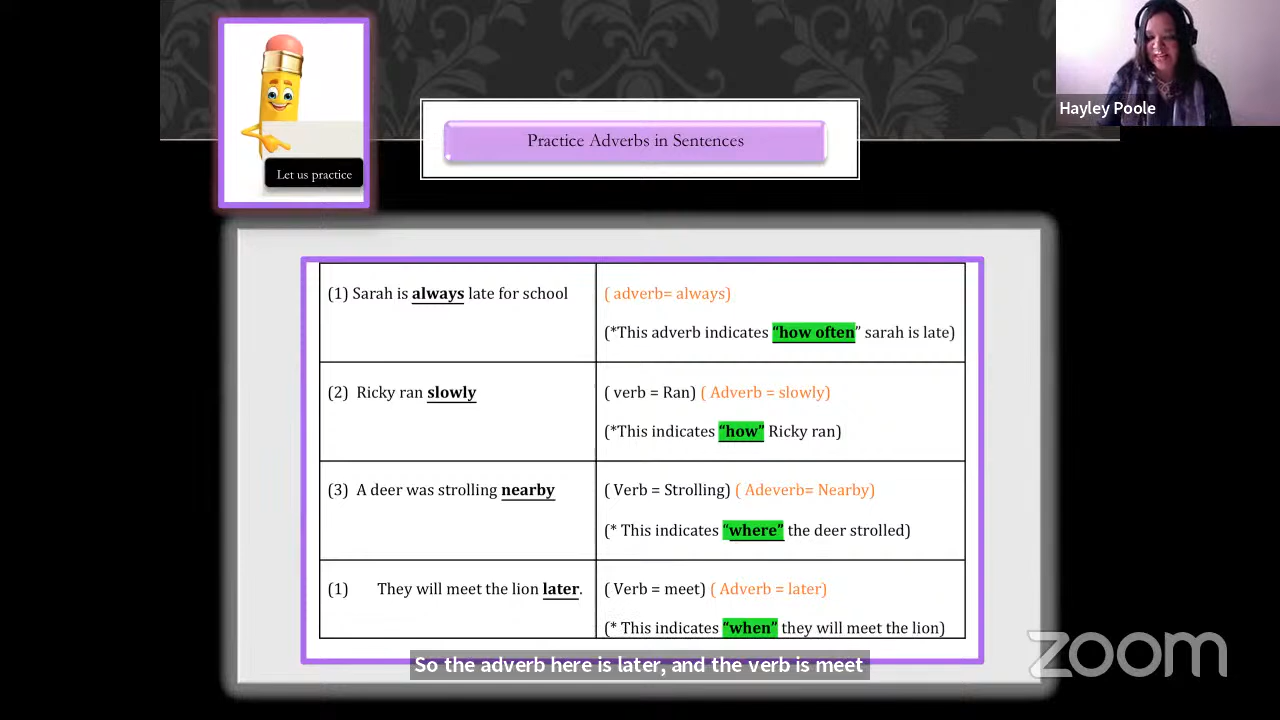 Hayley Poole
Practice Adverbs in Sentences
Let us practice
(1) Sarah is always late for school
( adverb= always)
(*This adverb indicates “how often” sarah is late)
(2) Ricky ran slowly
( verb = Ran) ( Adverb = slowly)
(*This indicates “how” Ricky ran)
(3) A deer was strolling nearby
( Verb = Strolling) ( Adeverb= Nearby)
(* This indicates “where” the deer strolled)
(1) They will meet the lion later.
( Verb = meet) ( Adverb = later)
(* This indicates “when” they will meet the lion)
So the adverb here is later, and the verb is meet
zoom